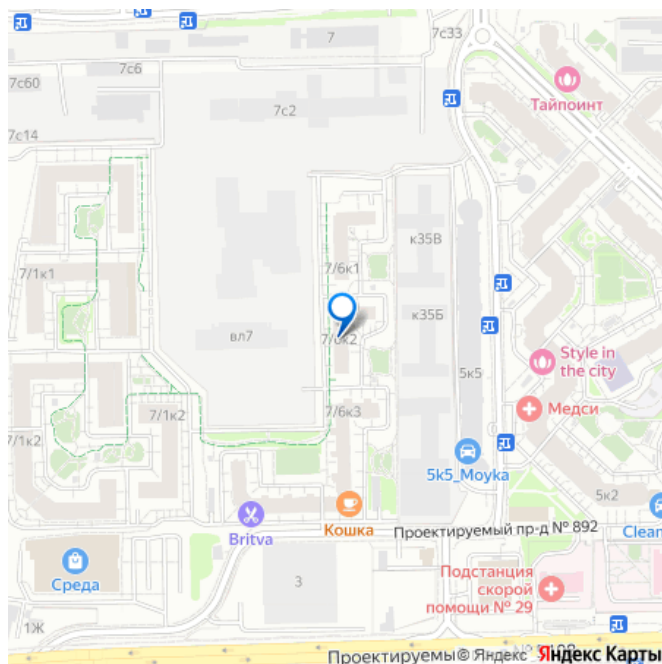 7
7с33
7с6
7с60
Тайпоинт
7с2
7с14
к35В
7/6к1
7/1к1
к35Б
7/6к2
вл7
Style in
the city
5к5
Медси
7/1к2
7/6к3
7/1к2
5k5_Moyka
5к2
Britva
Кошка
Проектируемый пр-д № 892
Clean
Среда
3
Подстанция
скорой
помощи № 29
1Ж
Проектируемы
© Яндекс
Яндекс Карты